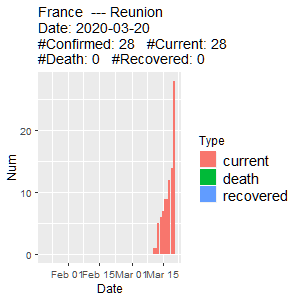 France --- Reunion
Date: 2020-03-20
#Confirmed: 28 #Current: 28
#Death: 0 #Recovered: 0
Num
20
10
0
Feb 01
Feb 15
Mar 01
Mar 15
Date
Type
current
death
recovered